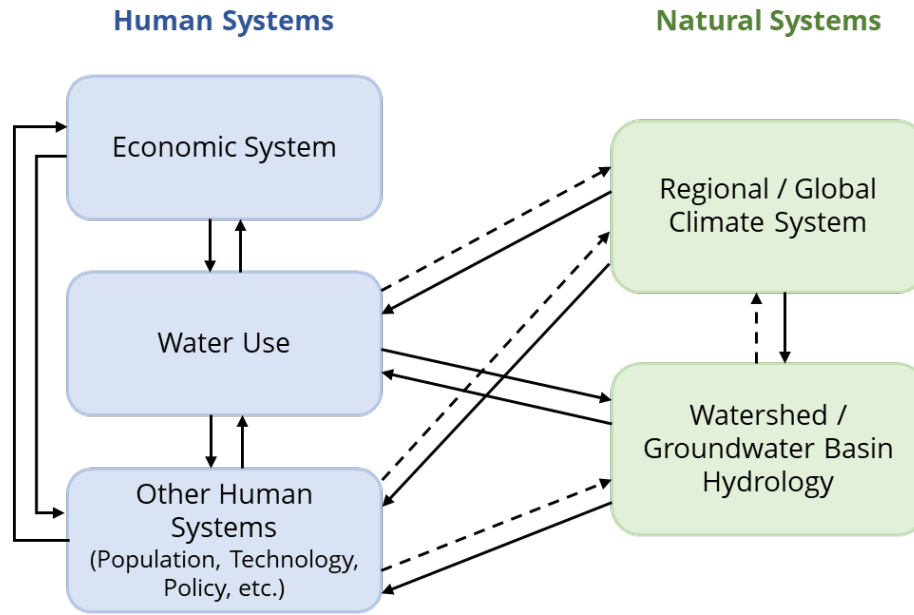 Human Systems
Natural Systems
Economic System
Regional / Global
Climate System
Water Use
Watershed /
Groundwater Basin
Hydrology
Other Human
Systems
(Population, Technology,
Policy, etc.)